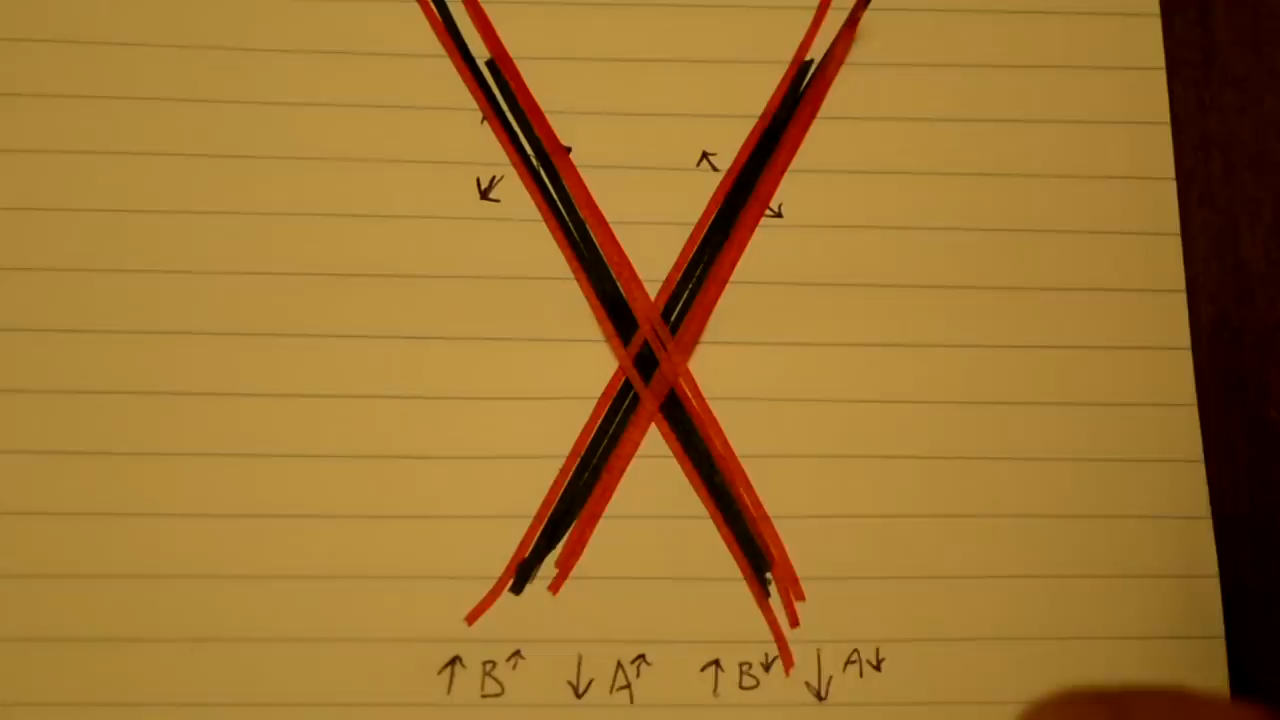 ↑ B↑ ↓ A↑ ↑ B↓ ↓ A↓